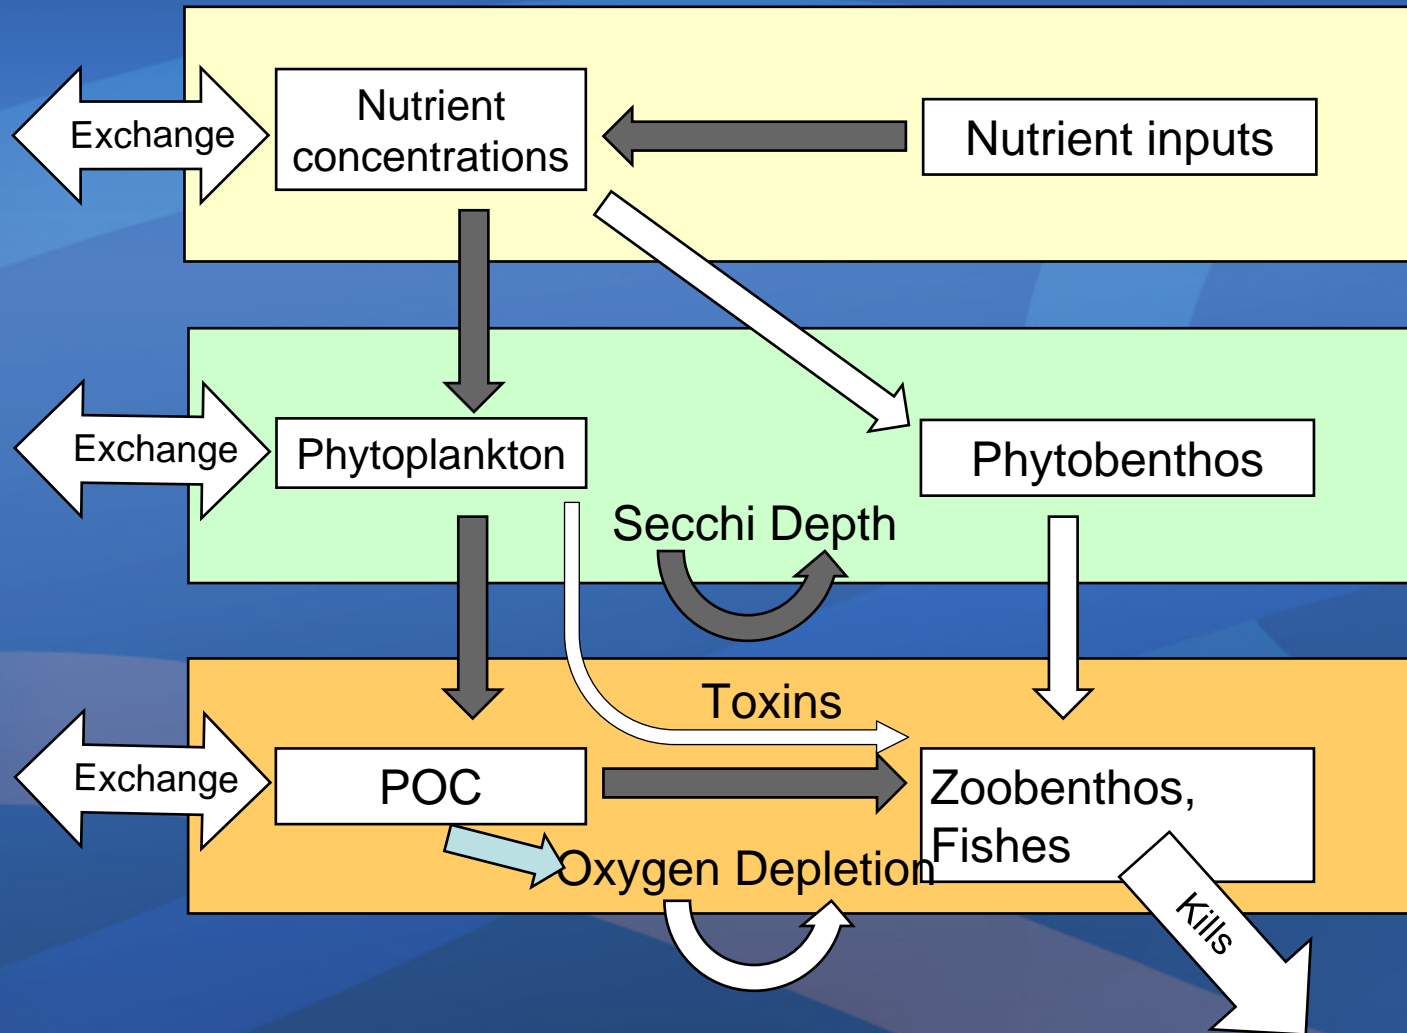 Exchange
Nutrient
concentrations
Nutrient inputs
Exchange
Phytoplankton
Phytobenthos
Secchi Depth
Toxins
Exchange
POC
Zoobenthos,
Fishes
Oxygen Depletion
Kills